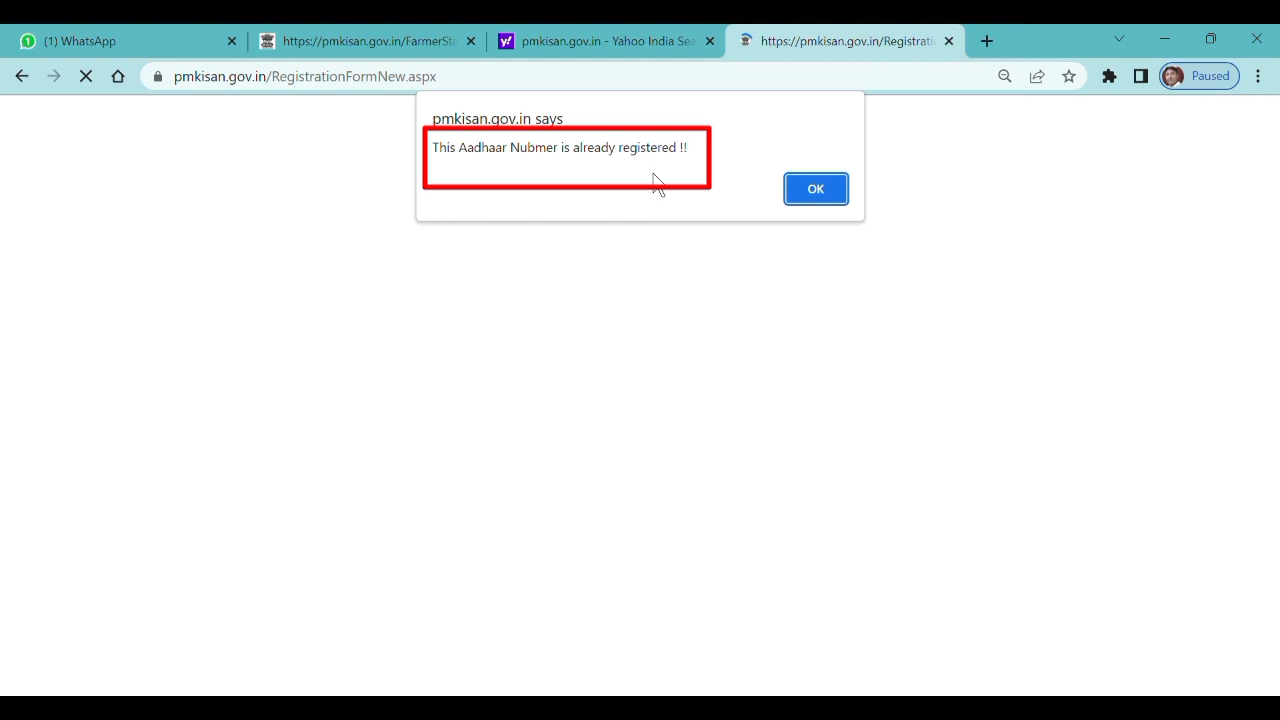 (1) WhatsApp
https://pmkisan.gov.in/FarmerSta
pmkisan.gov.in - Yahoo India Sea
https://pmkisan.gov.in/Registrati
pmkisan.gov.in/RegistrationFormNew.aspx
Paused
pmkisan.gov.in says
This Aadhaar Nubmer is already registered !!
OK